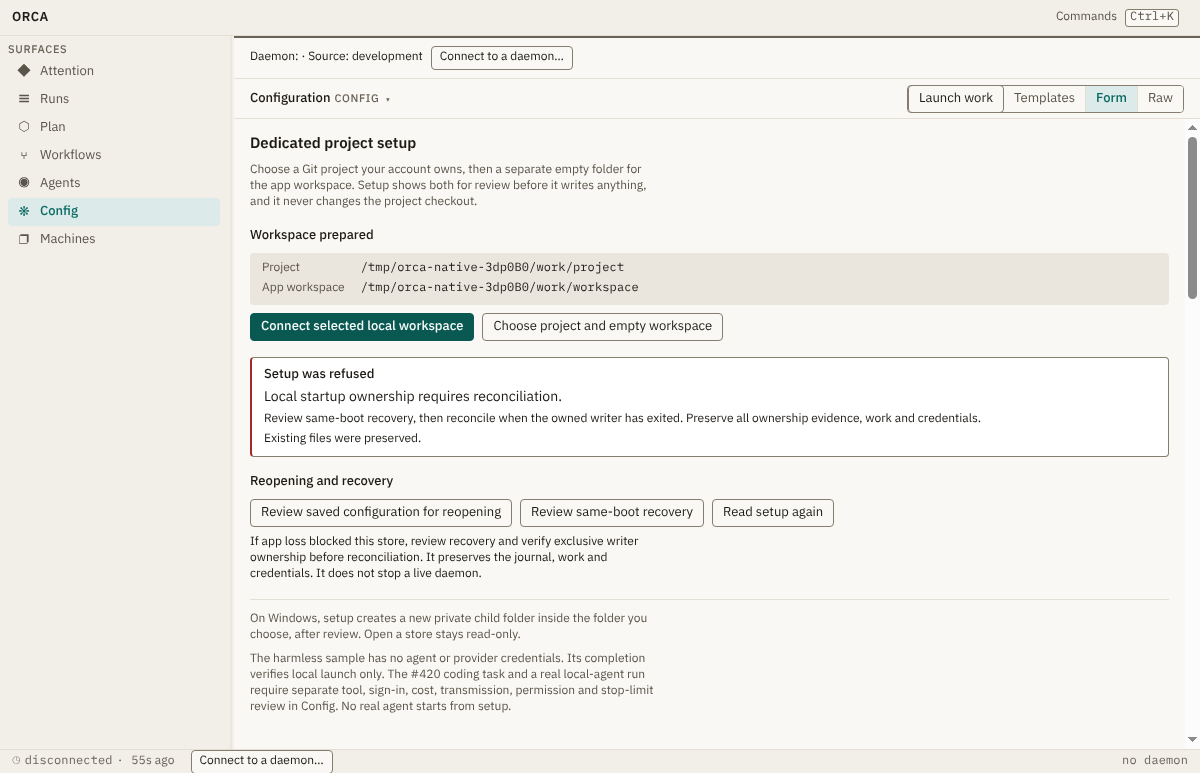 ORCA
Commands Ctrl+K
SURFACES
Attention
Runs
Plan
Workflows
Agents
Config
Machines
Daemon: · Source: development Connect to a daemon…
Configuration CONFIG ▾
Launch work Templates Form Raw
Dedicated project setup
Choose a Git project your account owns, then a separate empty folder for
the app workspace. Setup shows both for review before it writes anything,
and it never changes the project checkout.
Workspace prepared
Project /tmp/orca-native-3dp0B0/work/project
App workspace /tmp/orca-native-3dp0B0/work/workspace
Connect selected local workspace Choose project and empty workspace
Setup was refused
Local startup ownership requires reconciliation.
Review same-boot recovery, then reconcile when the owned writer has exited. Preserve all ownership evidence, work and credentials.
Existing files were preserved.
Reopening and recovery
Review saved configuration for reopening Review same-boot recovery Read setup again
If app loss blocked this store, review recovery and verify exclusive writer
ownership before reconciliation. It preserves the journal, work and
credentials. It does not stop a live daemon.
On Windows, setup creates a new private child folder inside the folder you
choose, after review. Open a store stays read-only.
The harmless sample has no agent or provider credentials. Its completion
verifies local launch only. The #420 coding task and a real local-agent run
require separate tool, sign-in, cost, transmission, permission and stop-limit
review in Config. No real agent starts from setup.
disconnected · 55s ago Connect to a daemon… no daemon